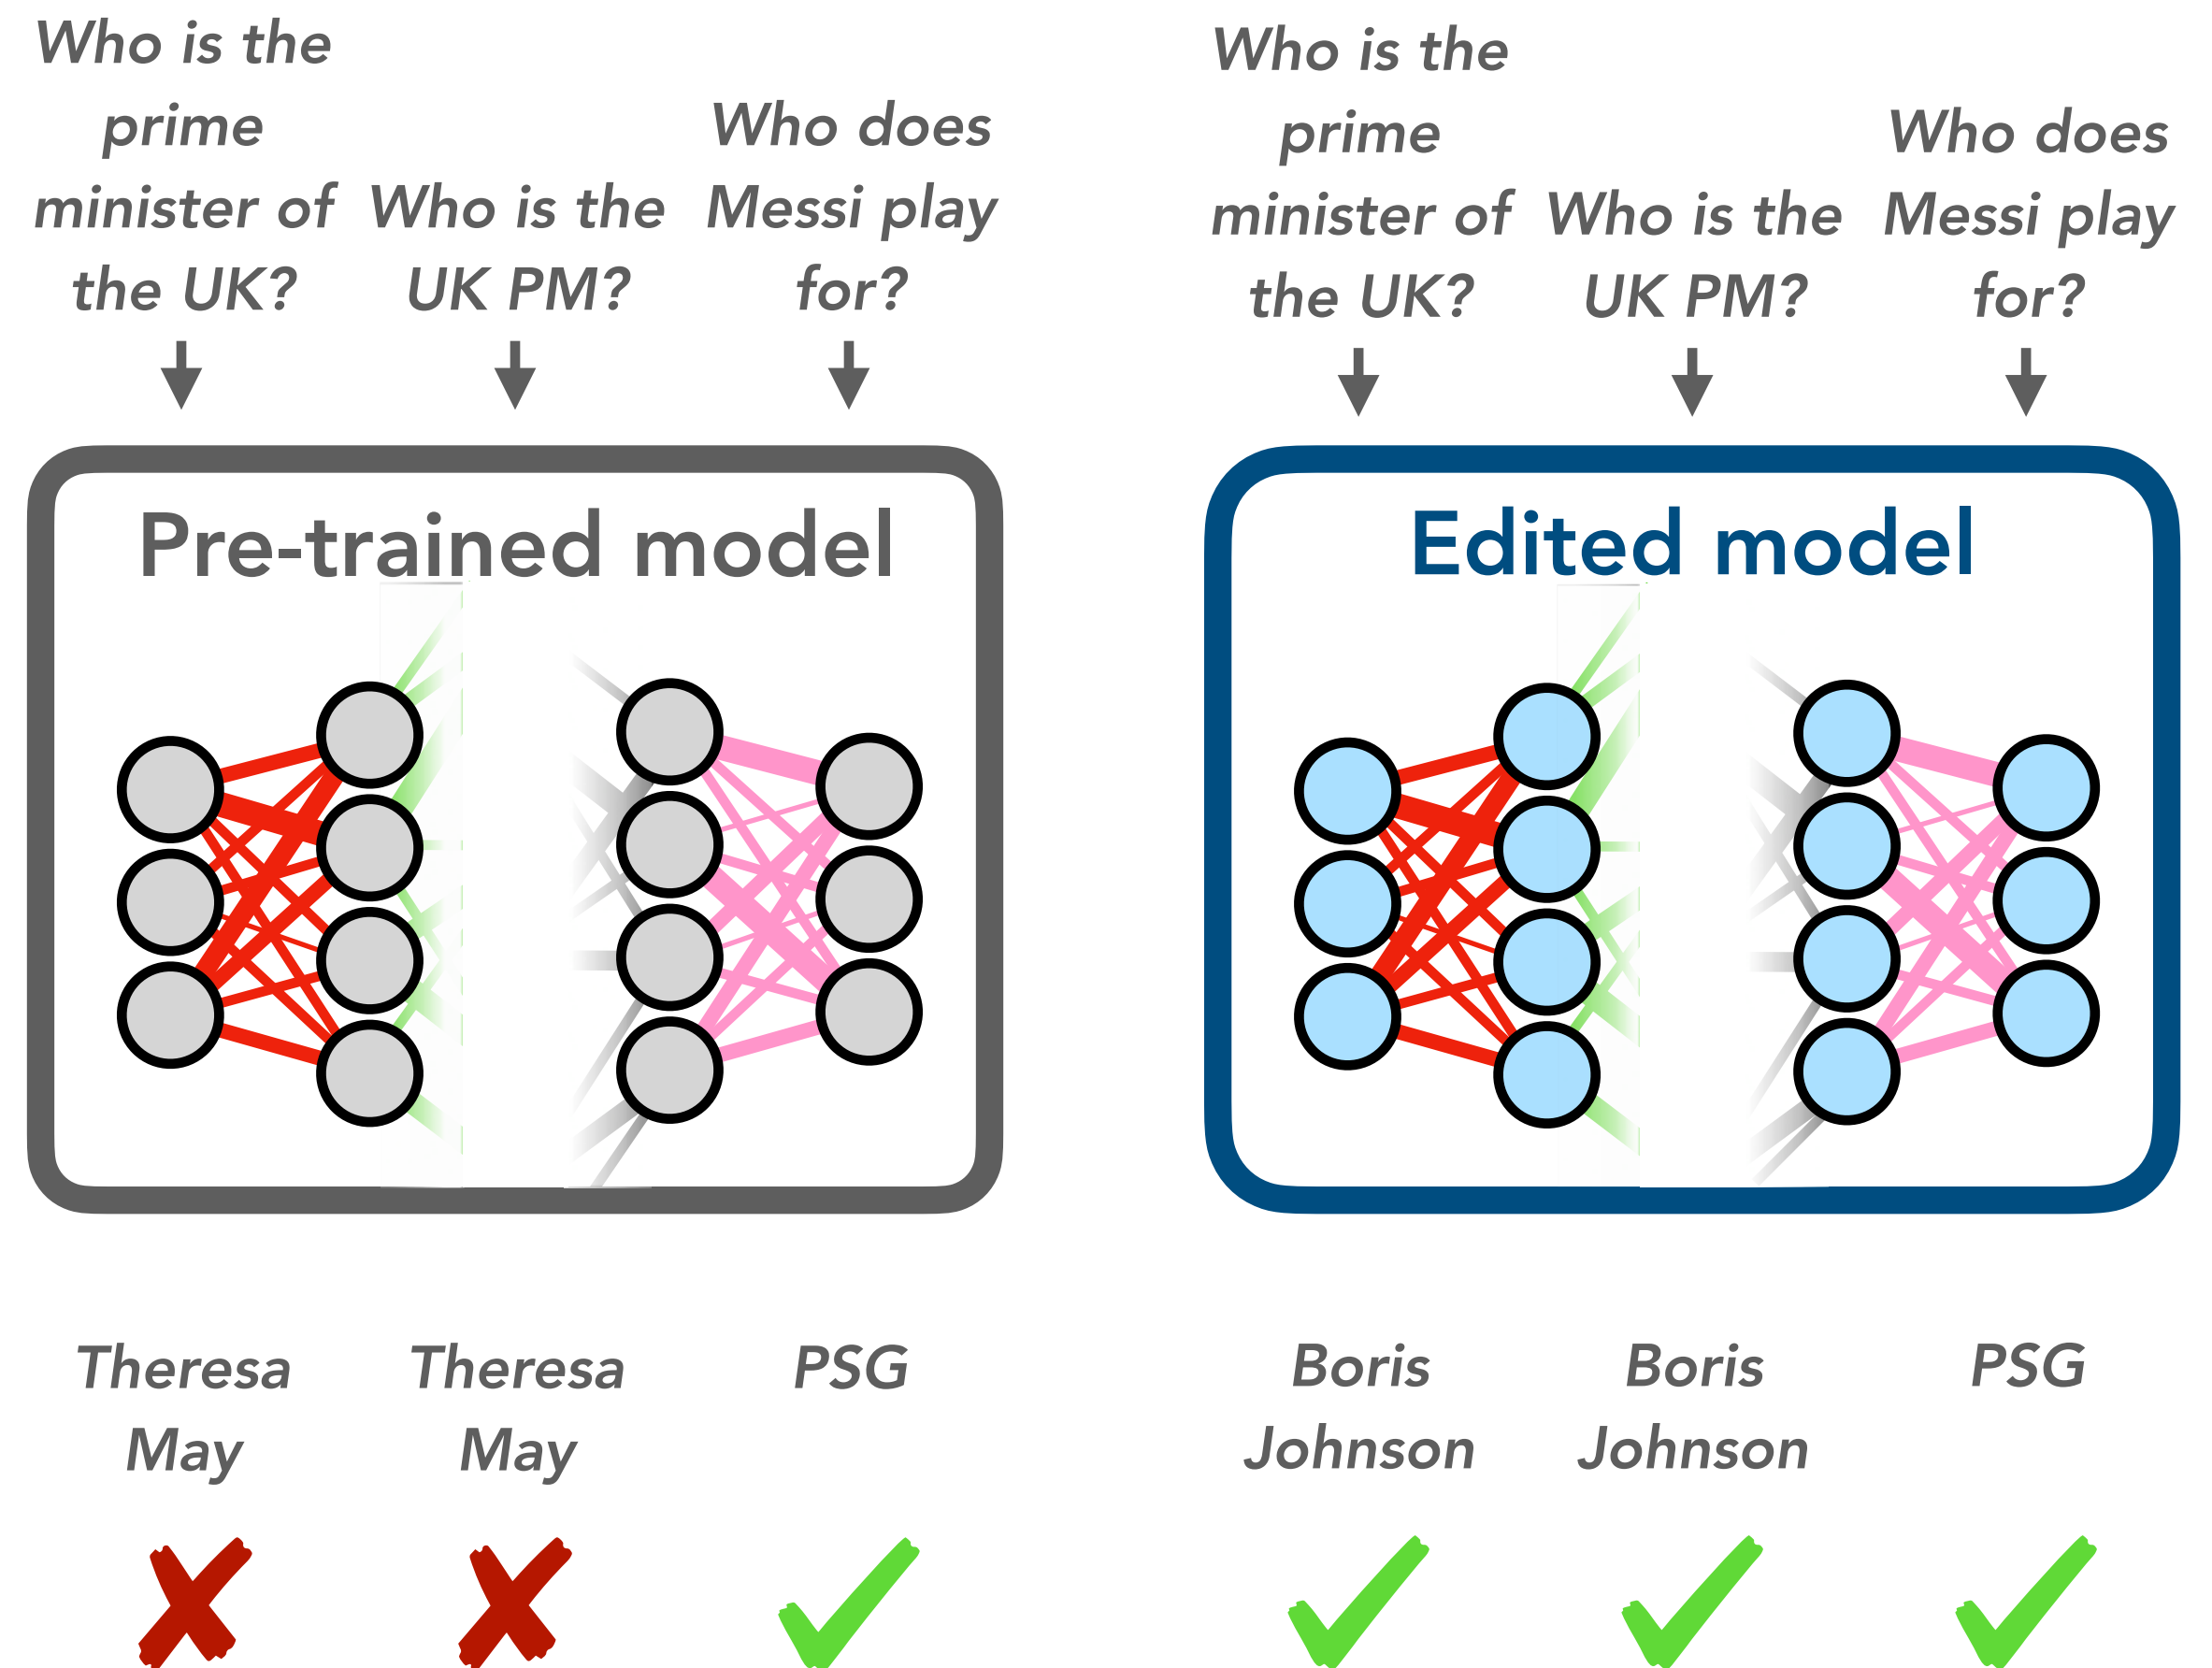 Who is the
prime
minister of
the UK?
Who is the
UK PM?
Who does
Messi play
for?
Pre-trained model
Theresa
May
Theresa
May
PSG
Who is the
prime
minister of
the UK?
Who is the
UK PM?
Who does
Messi play
for?
Edited model
Boris
Johnson
Boris
Johnson
PSG